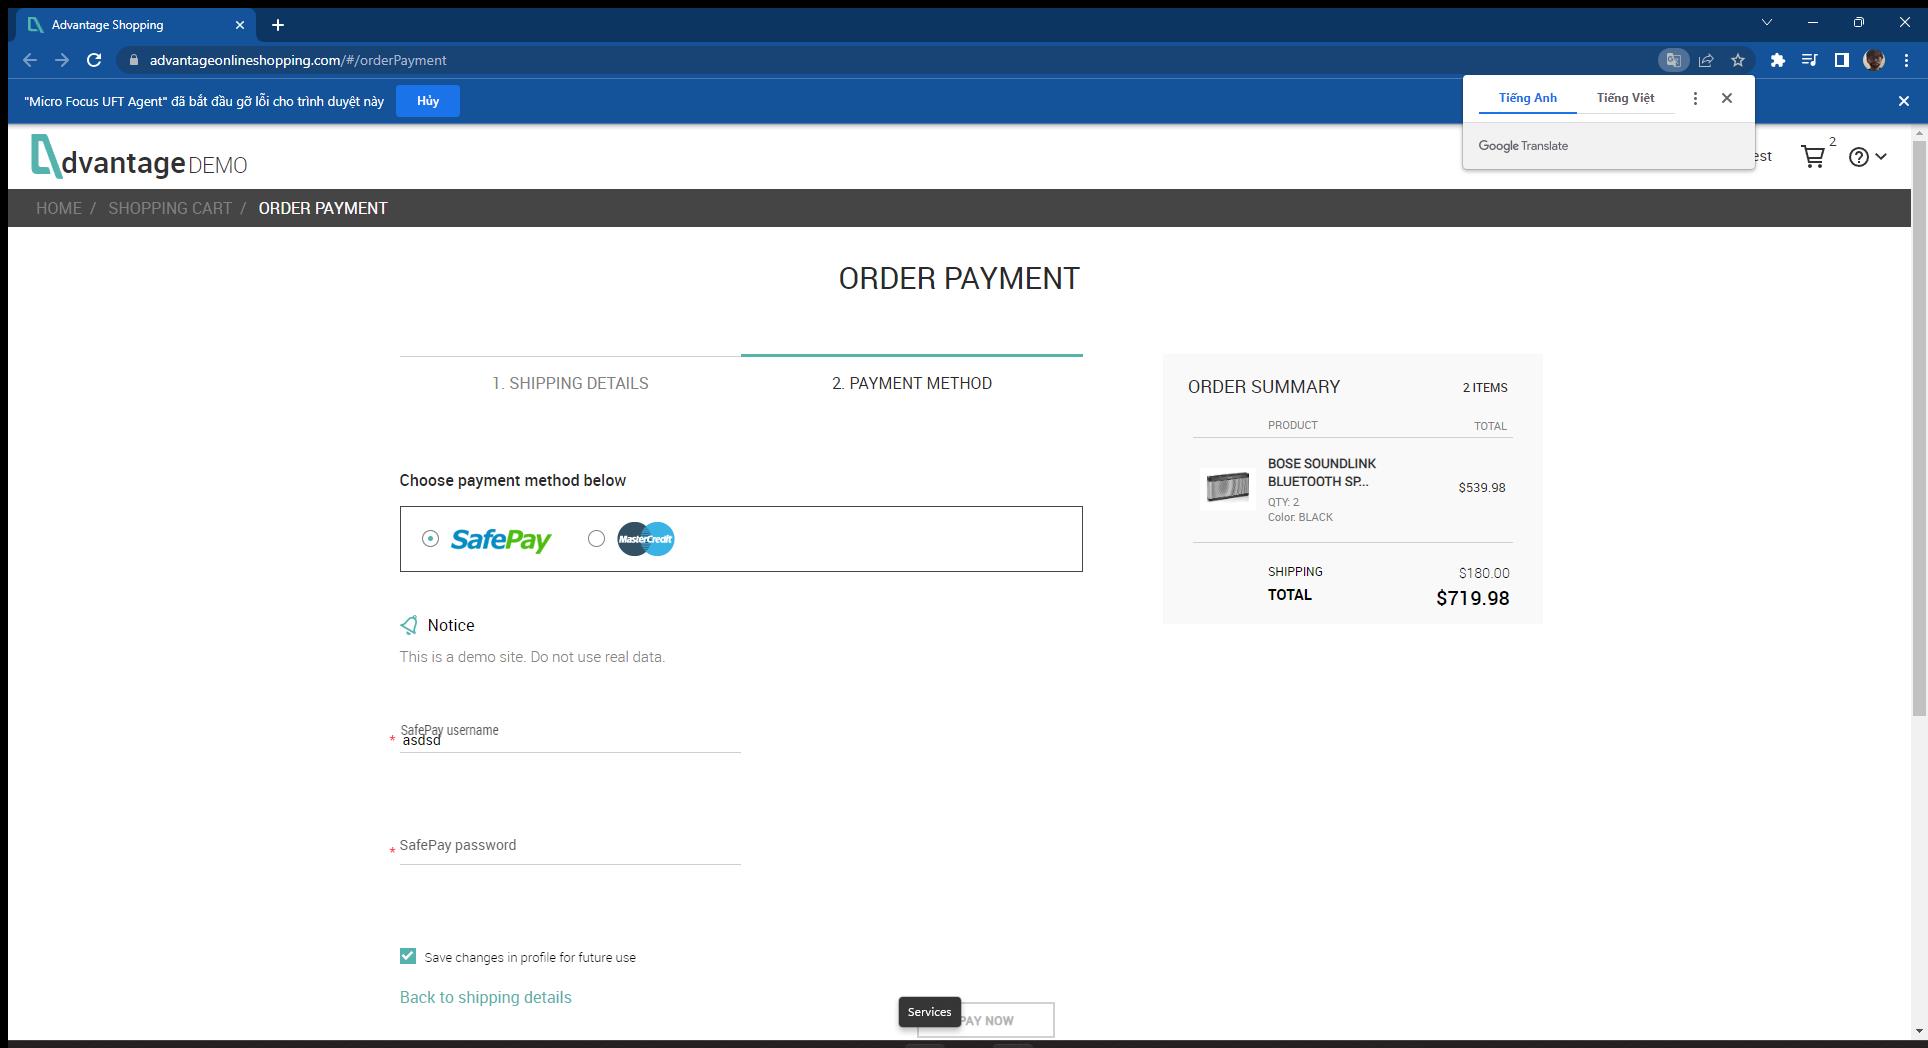 Advantage Shopping
advantageonlineshopping.com/#/orderPayment
"Micro Focus UFT Agent" đã bắt đầu gỡ lỗi cho trình duyệt này
Hủy
Tiếng Anh
Tiếng Việt
Google Translate
dvantage DEMO
est
2
HOME / SHOPPING CART / ORDER PAYMENT
ORDER PAYMENT
1. SHIPPING DETAILS
2. PAYMENT METHOD
Choose payment method below
SafePay
MasterCredit
Notice
This is a demo site. Do not use real data.
SafePay username
* asdsd
* SafePay password
Save changes in profile for future use
Back to shipping details
Services
PAY NOW
ORDER SUMMARY
2 ITEMS
PRODUCT
TOTAL
BOSE SOUNDLINK
BLUETOOTH SP...
$539.98
QTY: 2
Color: BLACK
SHIPPING
$180.00
TOTAL
$719.98